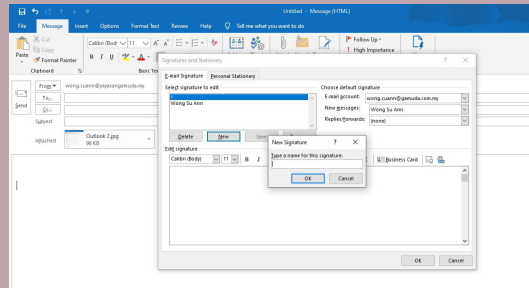 Untitled - Message (HTML)
File Message Insert Options Format Text Review Help Tell me what you want to do
Cut
Copy
Format Painter
Paste
Clipboard
Calibri (Body) 11
B I U
Basic Text
Follow Up
High Importance
From wong.suann@yayasangamuda.my
To...
Cc...
Send
Subject
Attached
Outlook 2.jpg
96 KB
Signatures and Stationery ? X
E-mail Signature Personal Stationery
Select signature to edit
1
Wong Su Ann
Delete New Save
Choose default signature
E-mail account: wong.suann@gamuda.com.my
New messages: Wong Su Ann
Replies/forwards: (none)
Edit signature
Calibri (Body) 11 B I
Business Card
New Signature ? X
Type a name for this signature:
OK Cancel
OK Cancel